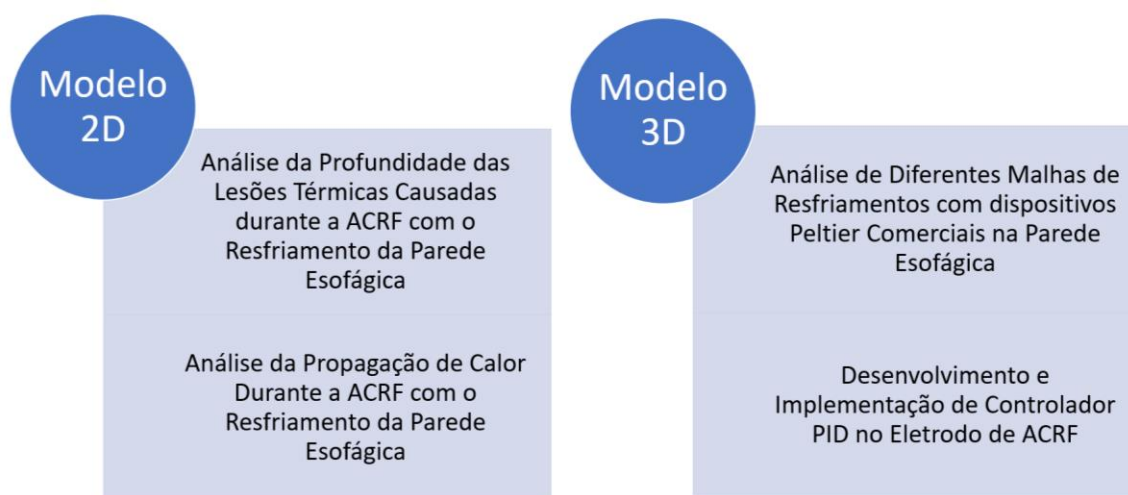 Modelo
2D
Análise da Profundidade das
Lesões Térmicas Causadas
durante a ACRF com o
Resfriamento da Parede
Esofágica
Análise da Propagação de Calor
Durante a ACRF com o
Resfriamento da Parede
Esofágica
Modelo
3D
Análise de Diferentes Malhas de
Resfriamentos com dispositivos
Peltier Comerciais na Parede
Esofágica
Desenvolvimento e
Implementação de Controlador
PID no Eletrodo de ACRF